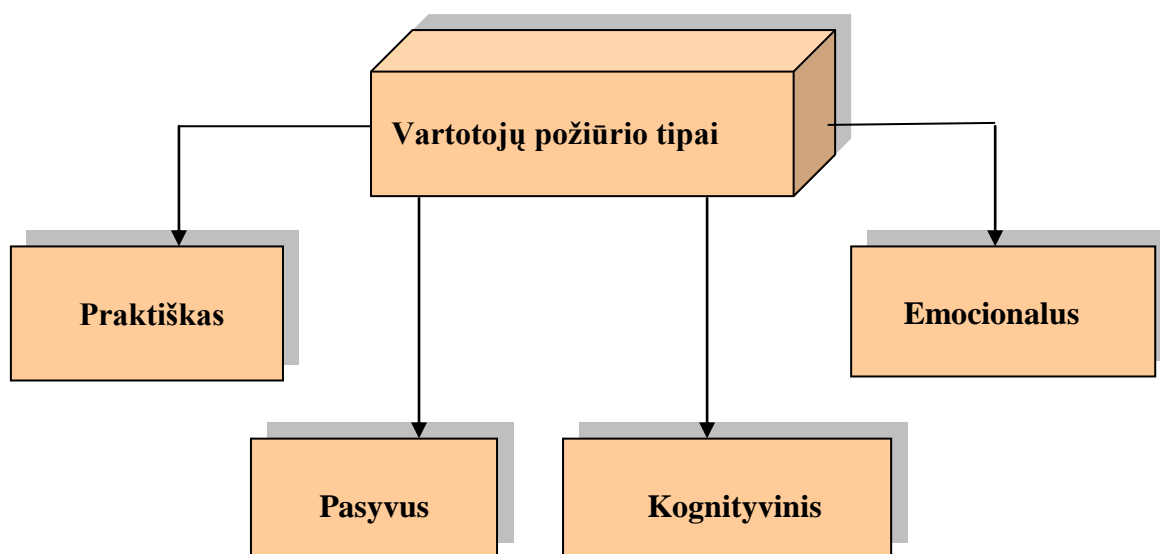 Vartotojų požiūrio tipai
Praktiškas
Emocionalus
Pasyvus
Kognityvinis